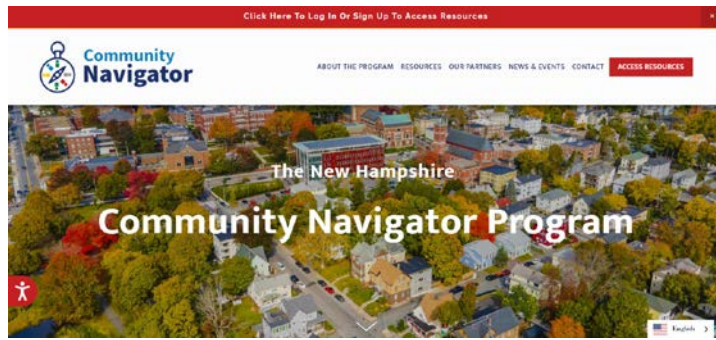 Click Here To Log In Or Sign Up To Access Resources
×
Community
Navigator
ABOUT THE PROGRAM RESOURCES OUR PARTNERS NEWS & EVENTS CONTACT ACCESS RESOURCES
The New Hampshire
Community Navigator Program
English